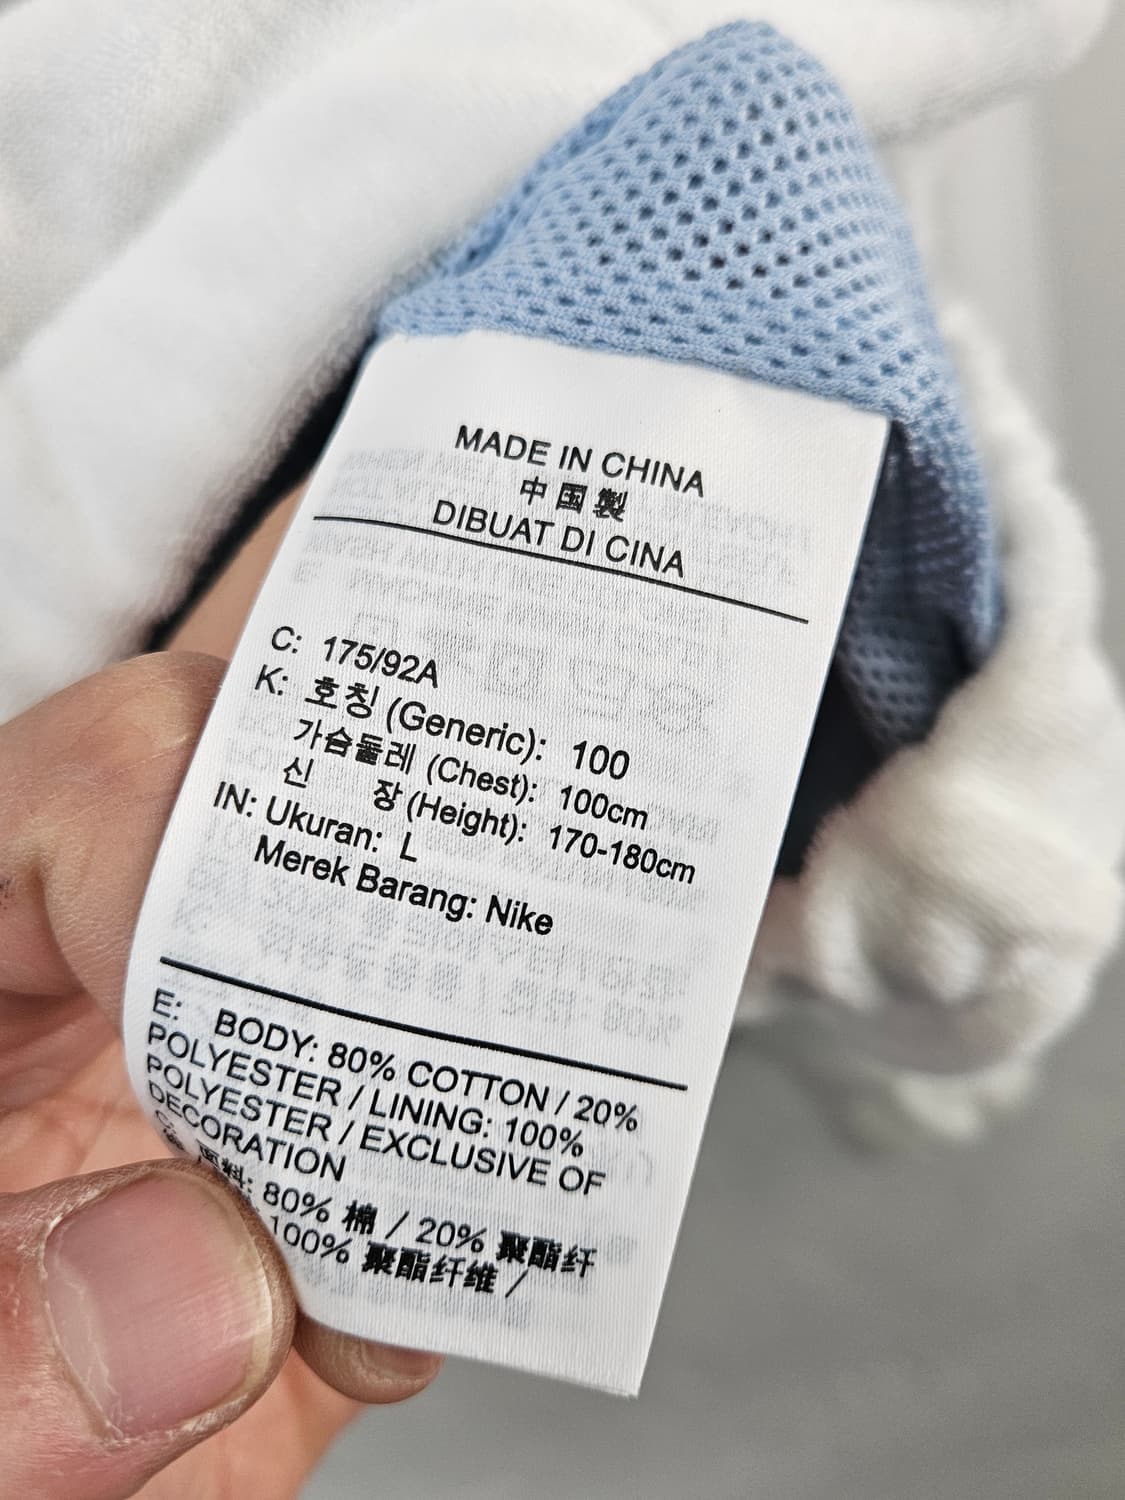 MADE IN CHINA
中国製
DIBUAT DI CINA
C: 175/92A
K: 호칭 (Generic): 100
가슴둘레 (Chest): 100cm
신 장 (Height): 170-180cm
IN: Ukuran: L
Merek Barang: Nike
E: BODY: 80% COTTON / 20%
POLYESTER / LINING: 100%
POLYESTER / EXCLUSIVE OF
DECORATION
面料: 80% 棉 / 20% 聚酯纤
100% 聚酯纤维 /